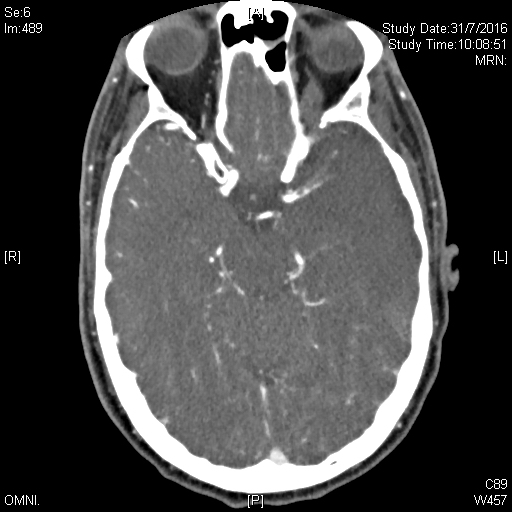 Se:6
Im:489
[A]
Study Date:31/7/2016
Study Time:10:08:51
MRN:
[R]
[L]
OMNI.
[P]
C89
W457